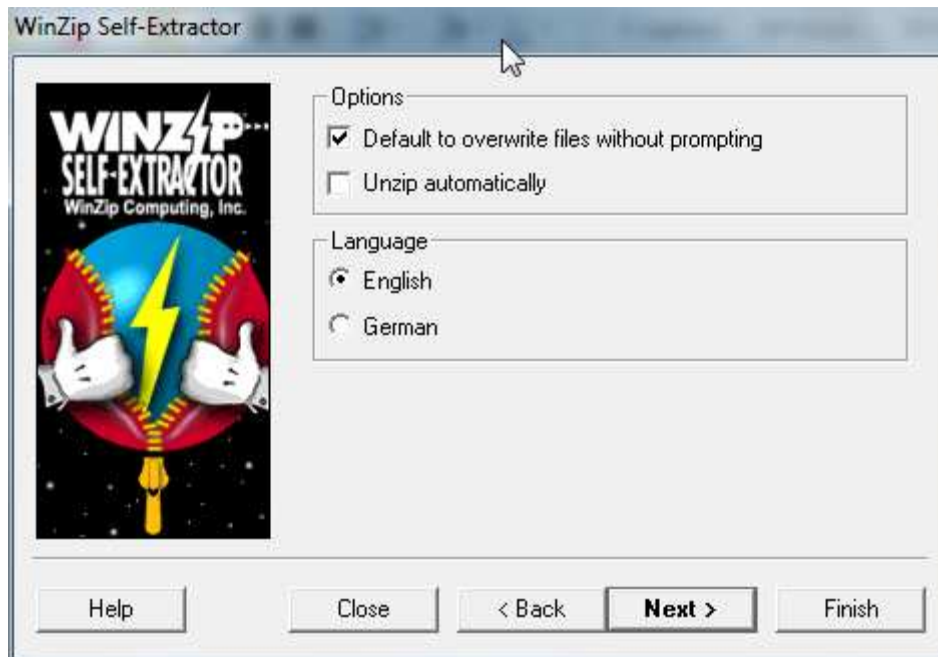 WinZip Self-Extractor
WINZIP
SELF-EXTRACTOR
WinZip Computing, Inc.
Options
Default to overwrite files without prompting
Unzip automatically
Language
English
German
Help
Close
< Back
Next >
Finish